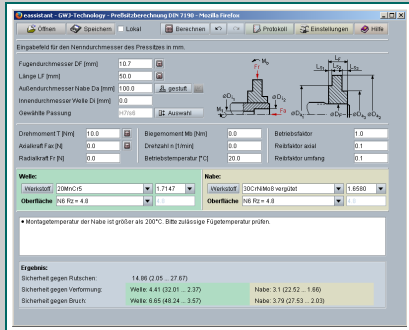 eassistant - GWJ-Technology - Preßsitzberechnung DIN 7190 - Mozilla Firefox
Öffnen Speichern Lokal Berechnen Protokoll Einstellungen Hilfe
Eingabefeld für den Nenndurchmesser des Pressitzes in mm.
Fugendurchmesser DF [mm] 10.7
Länge LF [mm] 50.0
Außendurchmesser Nabe Da [mm] 100.0 gestuft
Innendurchmesser Welle Di [mm] 0.0
Gewählte Passung H7/s6 Auswahl
Drehmoment T [Nm] 10.0 Biegemoment Mb [Nm] 0.0 Betriebsfaktor 1.0
Axialkraft Fax [N] 0.0 Drehzahl n [1/min] 0.0 Reibfaktor axial 0.1
Radialkraft Fr [N] 0.0 Betriebstemperatur [°C] 20.0 Reibfaktor umfang 0.1
Welle: Nabe:
Werkstoff 20MnCr5 1.7147 Werkstoff 30CrNiMo8 vergütet 1.6580
Oberfläche N6 Rz = 4.8 4.8 Oberfläche N6 Rz = 4.8 4.8
• Montagetemperatur der Nabe ist größer als 200°C. Bitte zulässige Fügetemperatur prüfen.
Ergebnis:
Sicherheit gegen Rutschen: 14.86 (2.05 ... 27.67)
Sicherheit gegen Verformung: Welle: 4.41 (32.01 ... 2.37) Nabe: 3.1 (22.52 ... 1.66)
Sicherheit gegen Bruch: Welle: 6.65 (48.24 ... 3.57) Nabe: 3.79 (27.53 ... 2.03)